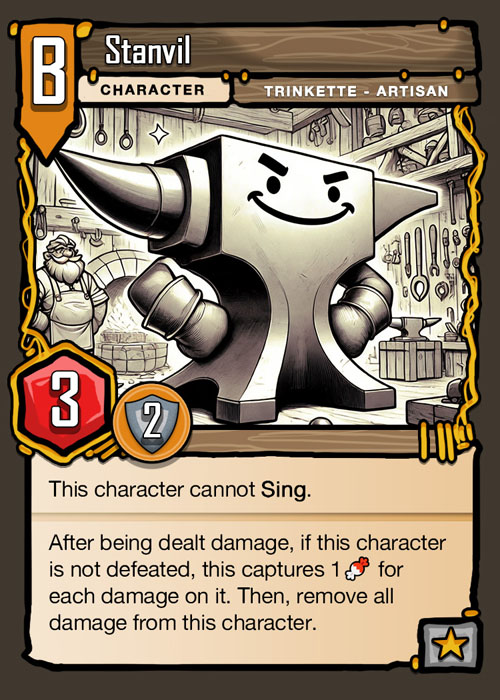 B
Stanvil
CHARACTER
TRINKETTE - ARTISAN
3
2
This character cannot Sing.
After being dealt damage, if this character
is not defeated, this captures 1 for
each damage on it. Then, remove all
damage from this character.